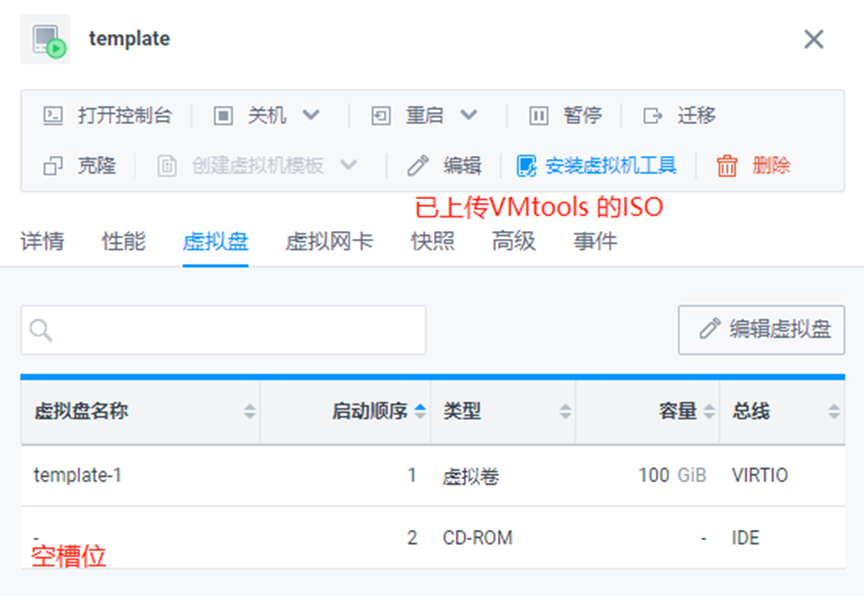 template
打开控制台 关机 重启 暂停 迁移
克隆 创建虚拟机模板 编辑 安装虚拟机工具 删除
已上传VMtools 的ISO
详情 性能 虚拟盘 虚拟网卡 快照 高级 事件
编辑虚拟盘
虚拟盘名称 启动顺序 类型 容量 总线
template-1 1 虚拟卷 100 GiB VIRTIO
- 2 CD-ROM - IDE
空槽位